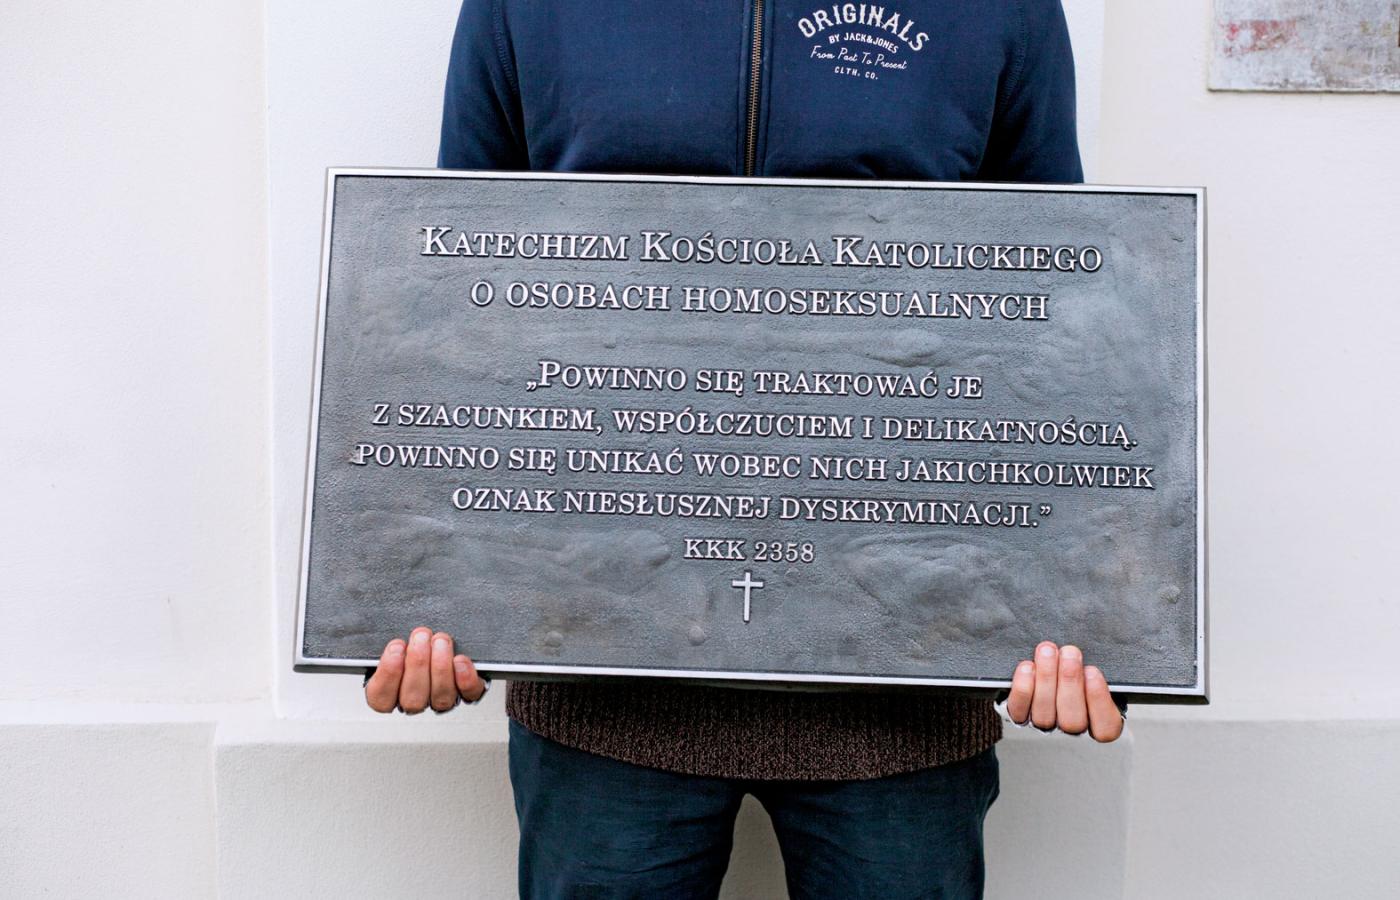 ORIGINALS
BY JACK&JONES
From Past To Present
CLTH. CO.
KATECHIZM KOŚCIOŁA KATOLICKIEGO
O OSOBACH HOMOSEKSUALNYCH
„POWINNO SIĘ TRAKTOWAĆ JE
Z SZACUNKIEM, WSPÓŁCZUCIEM I DELIKATNOŚCIĄ.
POWINNO SIĘ UNIKAĆ WOBEC NICH JAKICHKOLWIEK
OZNAK NIESŁUSZNEJ DYSKRYMINACJI.”
KKK 2358